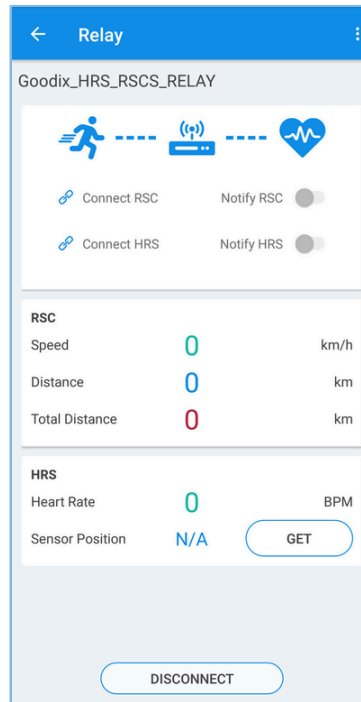 Relay
Goodix_HRS_RSCS_RELAY
Connect RSC Notify RSC
Connect HRS Notify HRS
RSC
Speed 0 km/h
Distance 0 km
Total Distance 0 km
HRS
Heart Rate 0 BPM
Sensor Position N/A GET
DISCONNECT